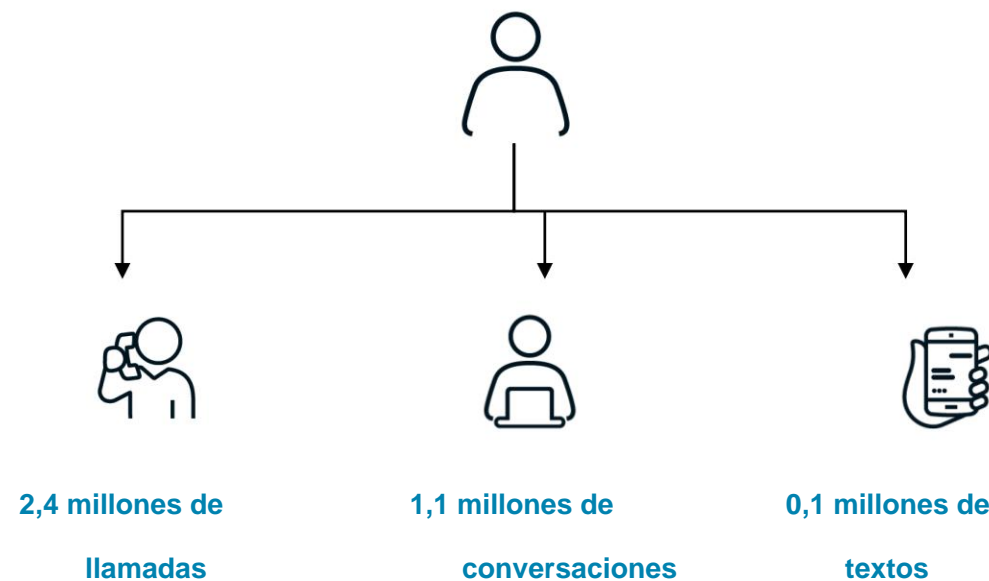 2,4 millones de
llamadas
1,1 millones de
conversaciones
0,1 millones de
textos